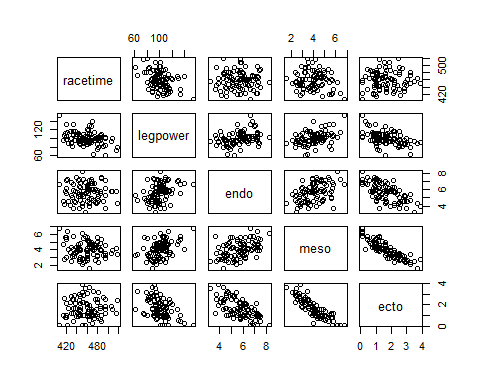 60 100
2 4 6
racetime
420 500
60 120
legpower
endo
4 6 8
2 4 6
meso
ecto
0 2 4
420 480
4 6 8
0 1 2 3 4